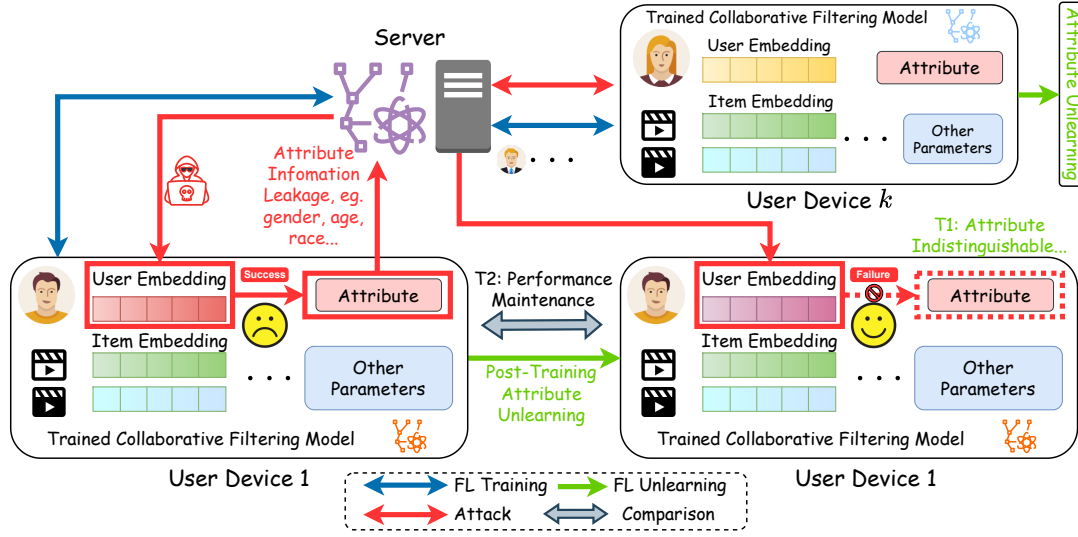 Server
Trained Collaborative Filtering Model
User Embedding
Attribute
Item Embedding
. . .
Other
Parameters
User Device k
Attribute Unlearning
. . .
Attribute
Infomation
Leakage, eg.
gender, age,
race...
T1: Attribute
Indistinguishable...
User Embedding
Success
Attribute
Item Embedding
. . .
Other
Parameters
Trained Collaborative Filtering Model
User Device 1
T2: Performance
Maintenance
Post-Training
Attribute
Unlearning
User Embedding
Failure
Attribute
Item Embedding
. . .
Other
Parameters
Trained Collaborative Filtering Model
User Device 1
FL Training
FL Unlearning
Attack
Comparison